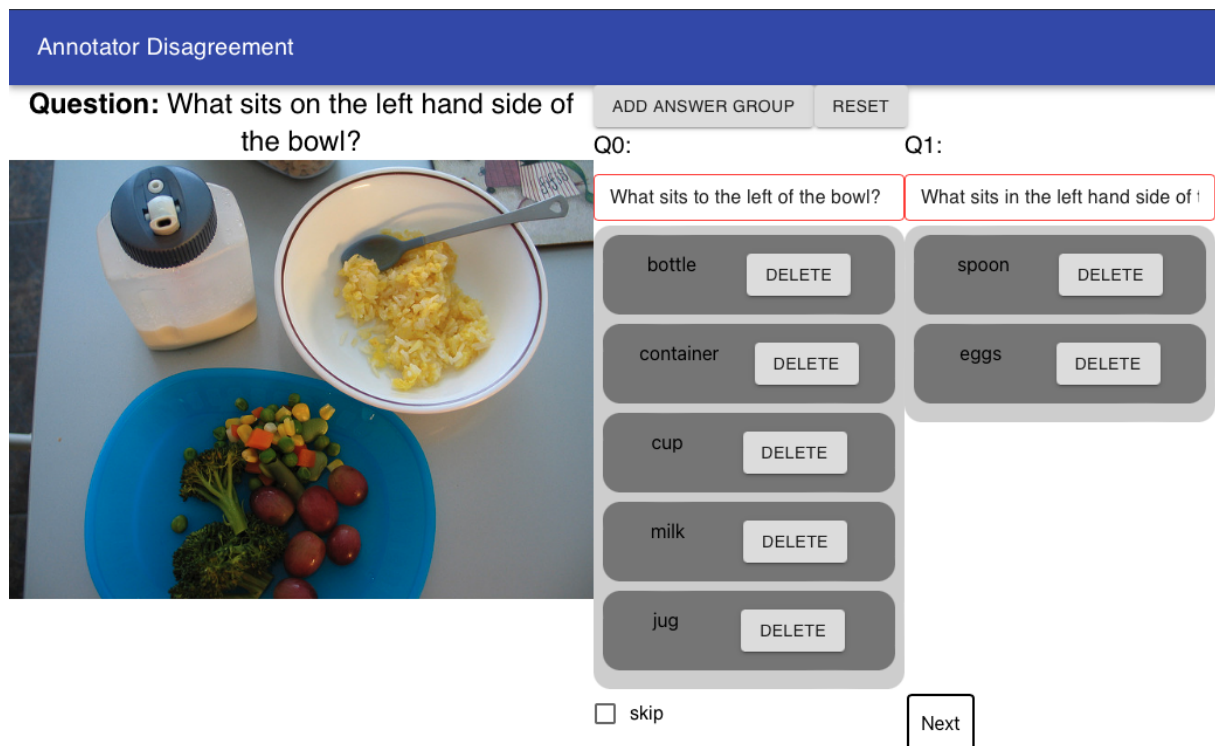 Annotator Disagreement
Question: What sits on the left hand side of
the bowl?
ADD ANSWER GROUP
RESET
Q0:
Q1:
What sits to the left of the bowl?
What sits in the left hand side of
bottle
DELETE
spoon
DELETE
container
DELETE
eggs
DELETE
cup
DELETE
milk
DELETE
jug
DELETE
skip
Next